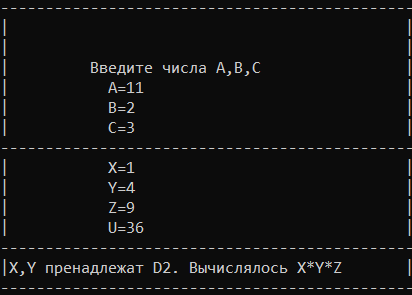 Введите числа A,B,C
A=11
B=2
C=3
X=1
Y=4
Z=9
U=36
X,Y пренадлежат D2. Вычислялось X*Y*Z